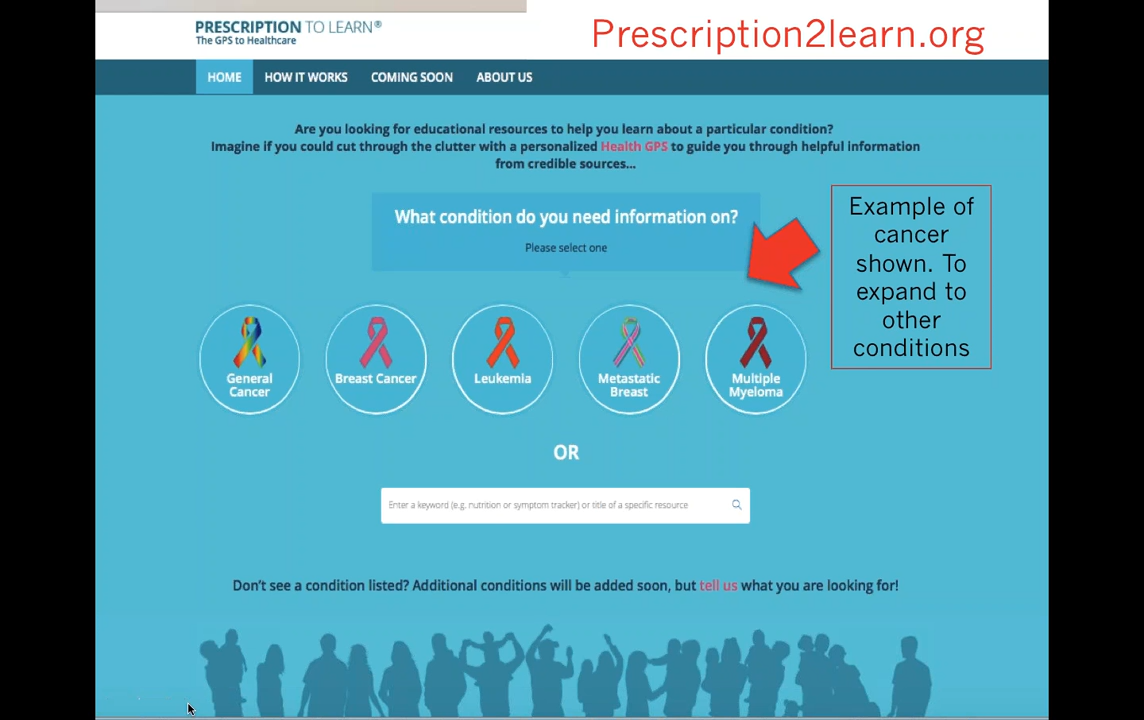 PRESCRIPTION TO LEARN®
The GPS to Healthcare
Prescription2learn.org
HOME HOW IT WORKS COMING SOON ABOUT US
Are you looking for educational resources to help you learn about a particular condition?
Imagine if you could cut through the clutter with a personalized Health GPS to guide you through helpful information
from credible sources...
What condition do you need information on?
Please select one
Example of
cancer
shown. To
expand to
other
conditions
General
Cancer
Breast Cancer
Leukemia
Metastatic
Breast
Multiple
Myeloma
OR
Enter a keyword (e.g. nutrition or symptom tracker) or title of a specific resource
Don't see a condition listed? Additional conditions will be added soon, but tell us what you are looking for!